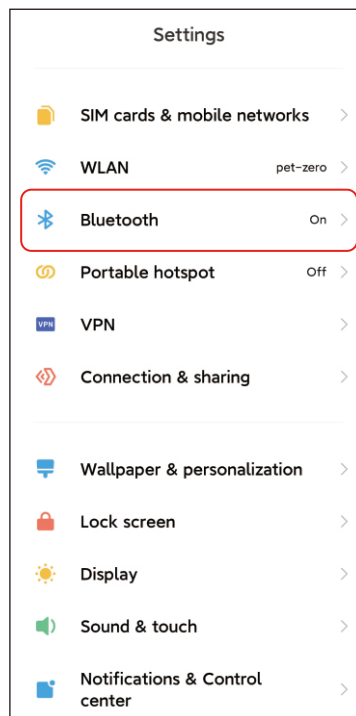 Settings
SIM cards & mobile networks
WLAN pet-zero
Bluetooth On
Portable hotspot Off
VPN VPN
Connection & sharing
Wallpaper & personalization
Lock screen
Display
Sound & touch
Notifications & Control
center